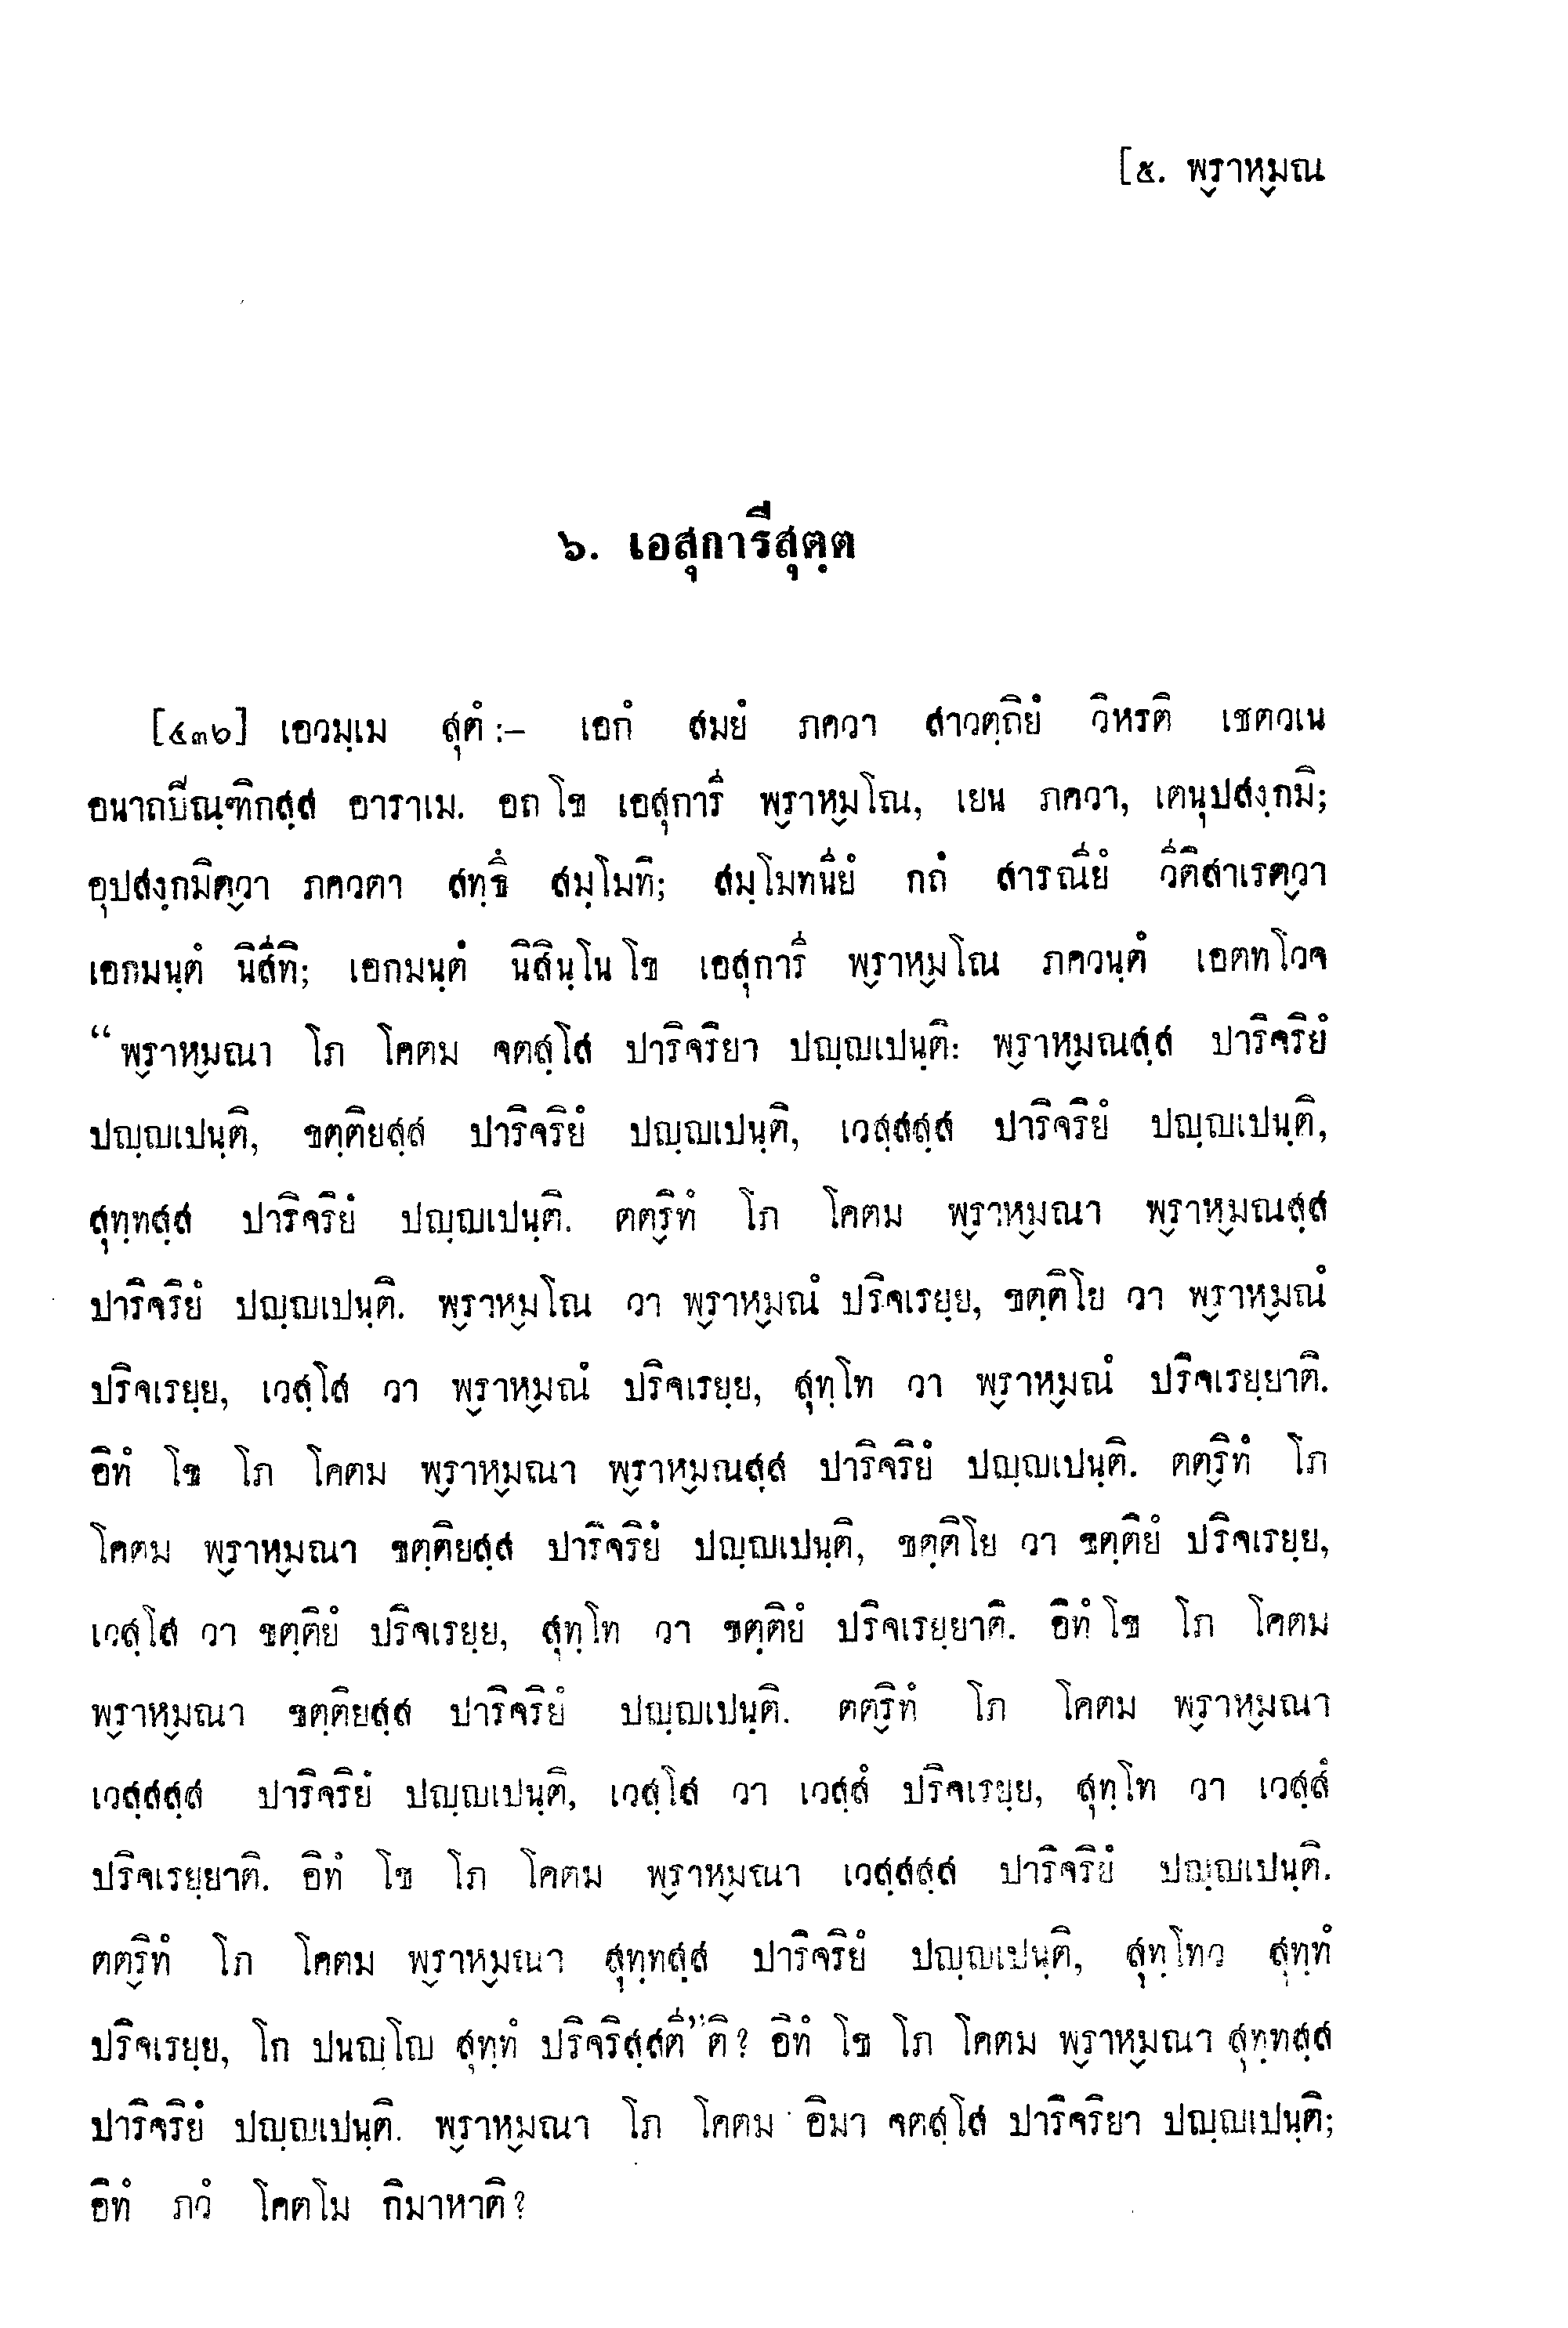 [๕. พฺราหฺมณ
๖. เอสุการีสุตฺต
[๔๓๖] เอวมฺเม สุตํ :– เอกํ สมยํ ภควา สาวตฺถิยํ วิหรติ เชตวเน
อนาถบีณฺฑิกสฺส อาราเม. อถ โข เอสุการี พฺราหฺมโณ, เยน ภควา, เตนุปสงฺกมิ;
อุปสงฺกมิตฺวา ภควตา สทฺธึ สมฺโมทิ; สมฺโมทนียํ กถํ สารณียํ วีติสาเรตฺวา
เอกมนฺตํ นิสีทิ; เอกมนฺตํ นิสินฺโน โข เอสุการี พฺราหฺมโณ ภควนฺตํ เอตทโวจ
“พฺราหฺมณา โภ โคตม จตสฺโส ปาริจริยา ปญฺญเปนฺติ: พฺราหฺมณสฺส ปาริจริยํ
ปญฺญเปนฺติ, ขตฺติยสฺส ปาริจริยํ ปญฺญเปนฺติ, เวสฺสสฺส ปาริจริยํ ปญฺญเปนฺติ,
สุทฺทสฺส ปาริจริยํ ปญฺญเปนฺติ. ตตฺริทํ โภ โคตม พฺราหฺมณา พฺราหฺมณสฺส
ปาริจริยํ ปญฺญเปนฺติ. พฺราหฺมโณ วา พฺราหฺมณํ ปริจเรยฺย, ขตฺติโย วา พฺราหฺมณํ
ปริจเรยฺย, เวสฺโส วา พฺราหฺมณํ ปริจเรยฺย, สุทฺโท วา พฺราหฺมณํ ปริจเรยฺยาติ.
อิทํ โข โภ โคตม พฺราหฺมณา พฺราหฺมณสฺส ปาริจริยํ ปญฺญเปนฺติ. ตตฺริทํ โภ
โคตม พฺราหฺมณา ขตฺติยสฺส ปาริจริยํ ปญฺญเปนฺติ, ขตฺติโย วา ขตฺติยํ ปริจเรยฺย,
เวสฺโส วา ขตฺติยํ ปริจเรยฺย, สุทฺโท วา ขตฺติยํ ปริจเรยฺยาติ. อิทํ โข โภ โคตม
พฺราหฺมณา ขตฺติยสฺส ปาริจริยํ ปญฺญเปนฺติ. ตตฺริทํ โภ โคตม พฺราหฺมณา
เวสฺสสฺส ปาริจริยํ ปญฺญเปนฺติ, เวสฺโส วา เวสฺสํ ปริจเรยฺย, สุทฺโท วา เวสฺสํ
ปริจเรยฺยาติ. อิทํ โข โภ โคตม พฺราหฺมณา เวสฺสสฺส ปาริจริยํ ปญฺญเปนฺติ.
ตตฺริทํ โภ โคตม พฺราหฺมณา สุทฺทสฺส ปาริจริยํ ปญฺญเปนฺติ, สุทฺโทว สุทฺทํ
ปริจเรยฺย, โก ปนญฺโญ สุทฺทํ ปริจริสฺสตี”ติ? อิทํ โข โภ โคตม พฺราหฺมณา สุทฺทสฺส
ปาริจริยํ ปญฺญเปนฺติ. พฺราหฺมณา โภ โคตม อิมา จตสฺโส ปาริจริยา ปญฺญเปนฺติ;
อิทํ ภวํ โคตโม กิมาหาติ?